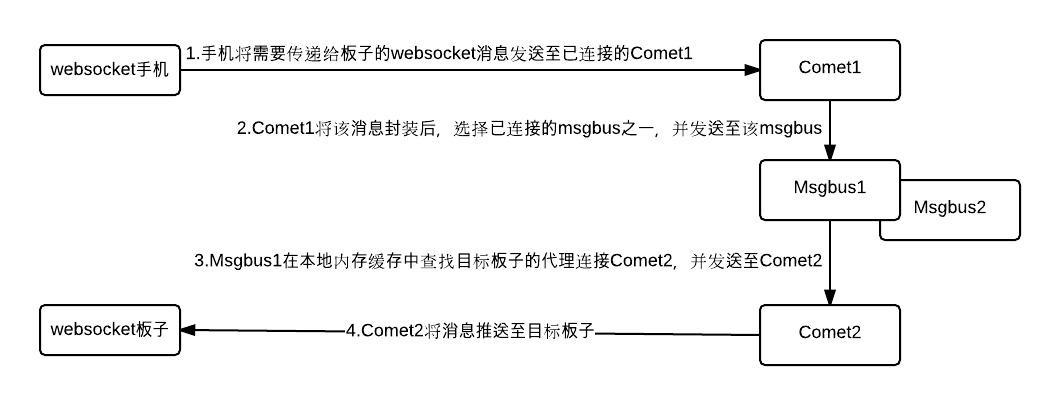 1.手机将需要传递给板子的websocket消息发送至已连接的Comet1
websocket手机
Comet1
2.Comet1将该消息封装后，选择已连接的msgbus之一，并发送至该msgbus
Msgbus1
Msgbus2
3.Msgbus1在本地内存缓存中查找目标板子的代理连接Comet2，并发送至Comet2
websocket板子
4.Comet2将消息推送至目标板子
Comet2